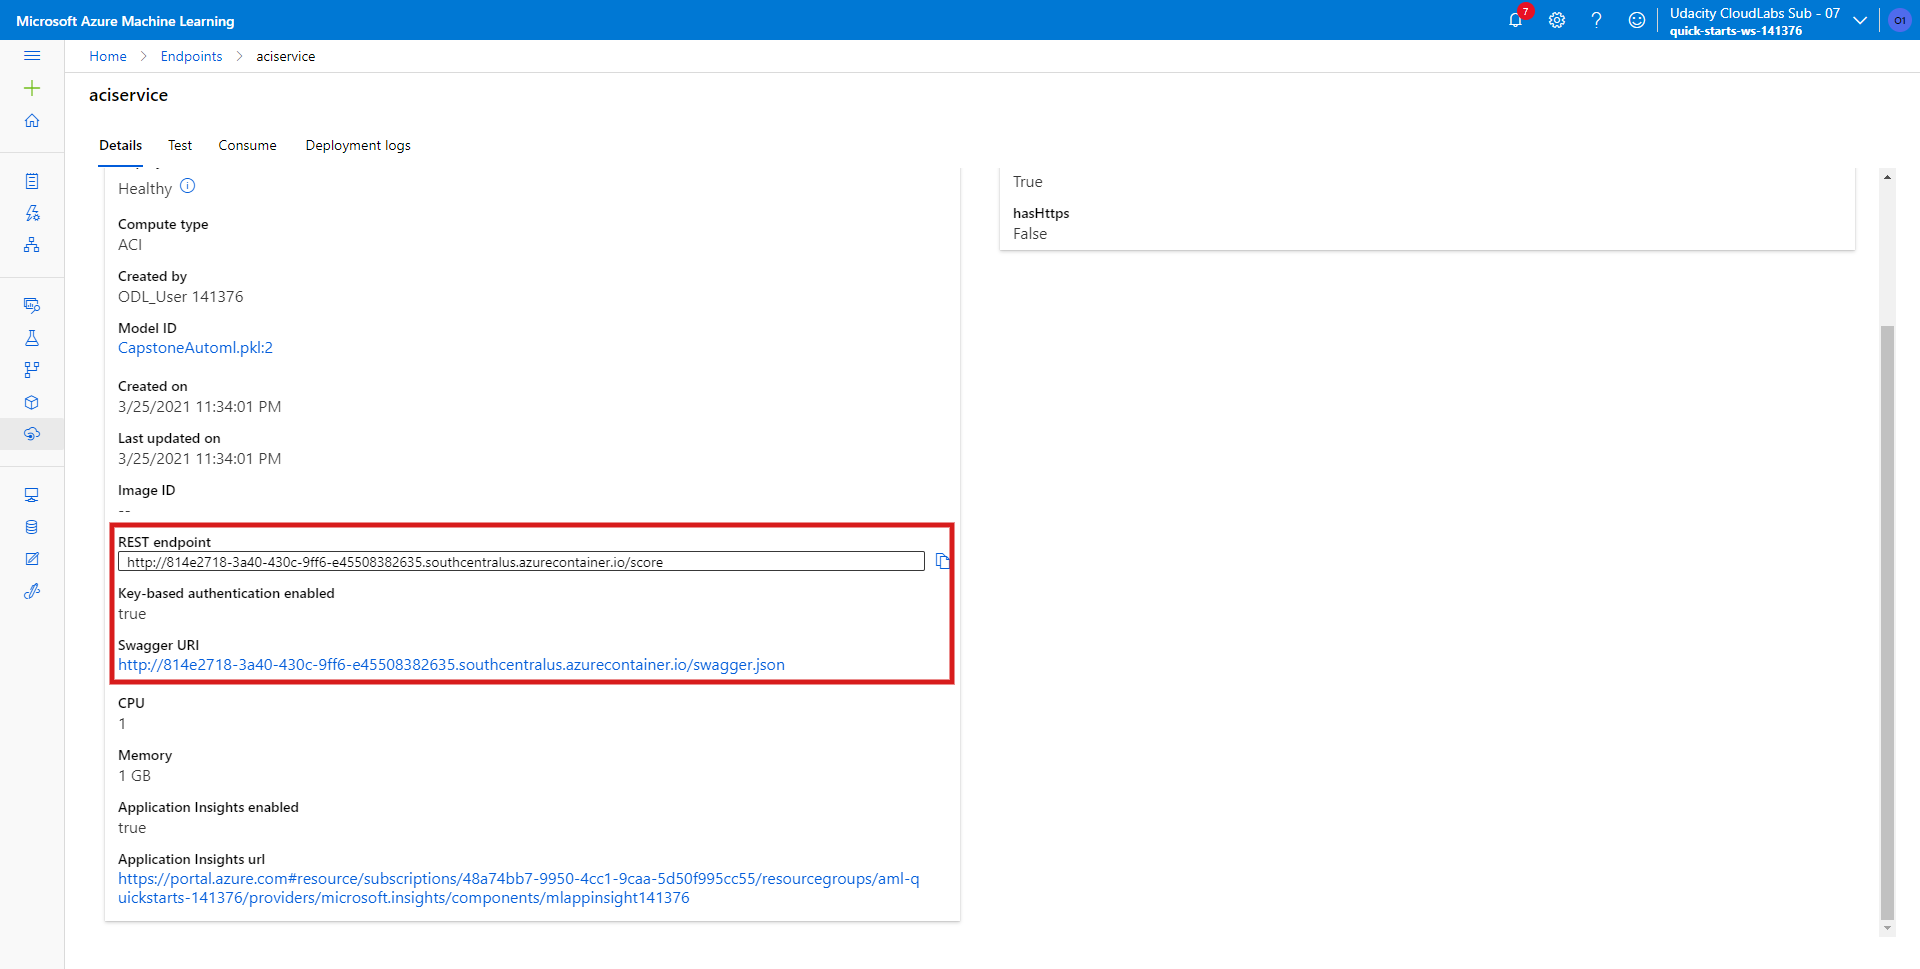 Microsoft Azure Machine Learning
7
Udacity CloudLabs Sub - 07
quick-starts-ws-141376
O1
Home > Endpoints > aciservice
aciservice
Details Test Consume Deployment logs
Healthy
Compute type
ACI
Created by
ODL_User 141376
Model ID
CapstoneAutoml.pkl:2
Created on
3/25/2021 11:34:01 PM
Last updated on
3/25/2021 11:34:01 PM
Image ID
--
REST endpoint
http://814e2718-3a40-430c-9ff6-e45508382635.southcentralus.azurecontainer.io/score
Key-based authentication enabled
true
Swagger URI
http://814e2718-3a40-430c-9ff6-e45508382635.southcentralus.azurecontainer.io/swagger.json
CPU
1
Memory
1 GB
Application Insights enabled
true
Application Insights url
https://portal.azure.com#resource/subscriptions/48a74bb7-9950-4cc1-9caa-5d50f995cc55/resourcegroups/aml-q
uickstarts-141376/providers/microsoft.insights/components/mlappinsight141376
True
hasHttps
False